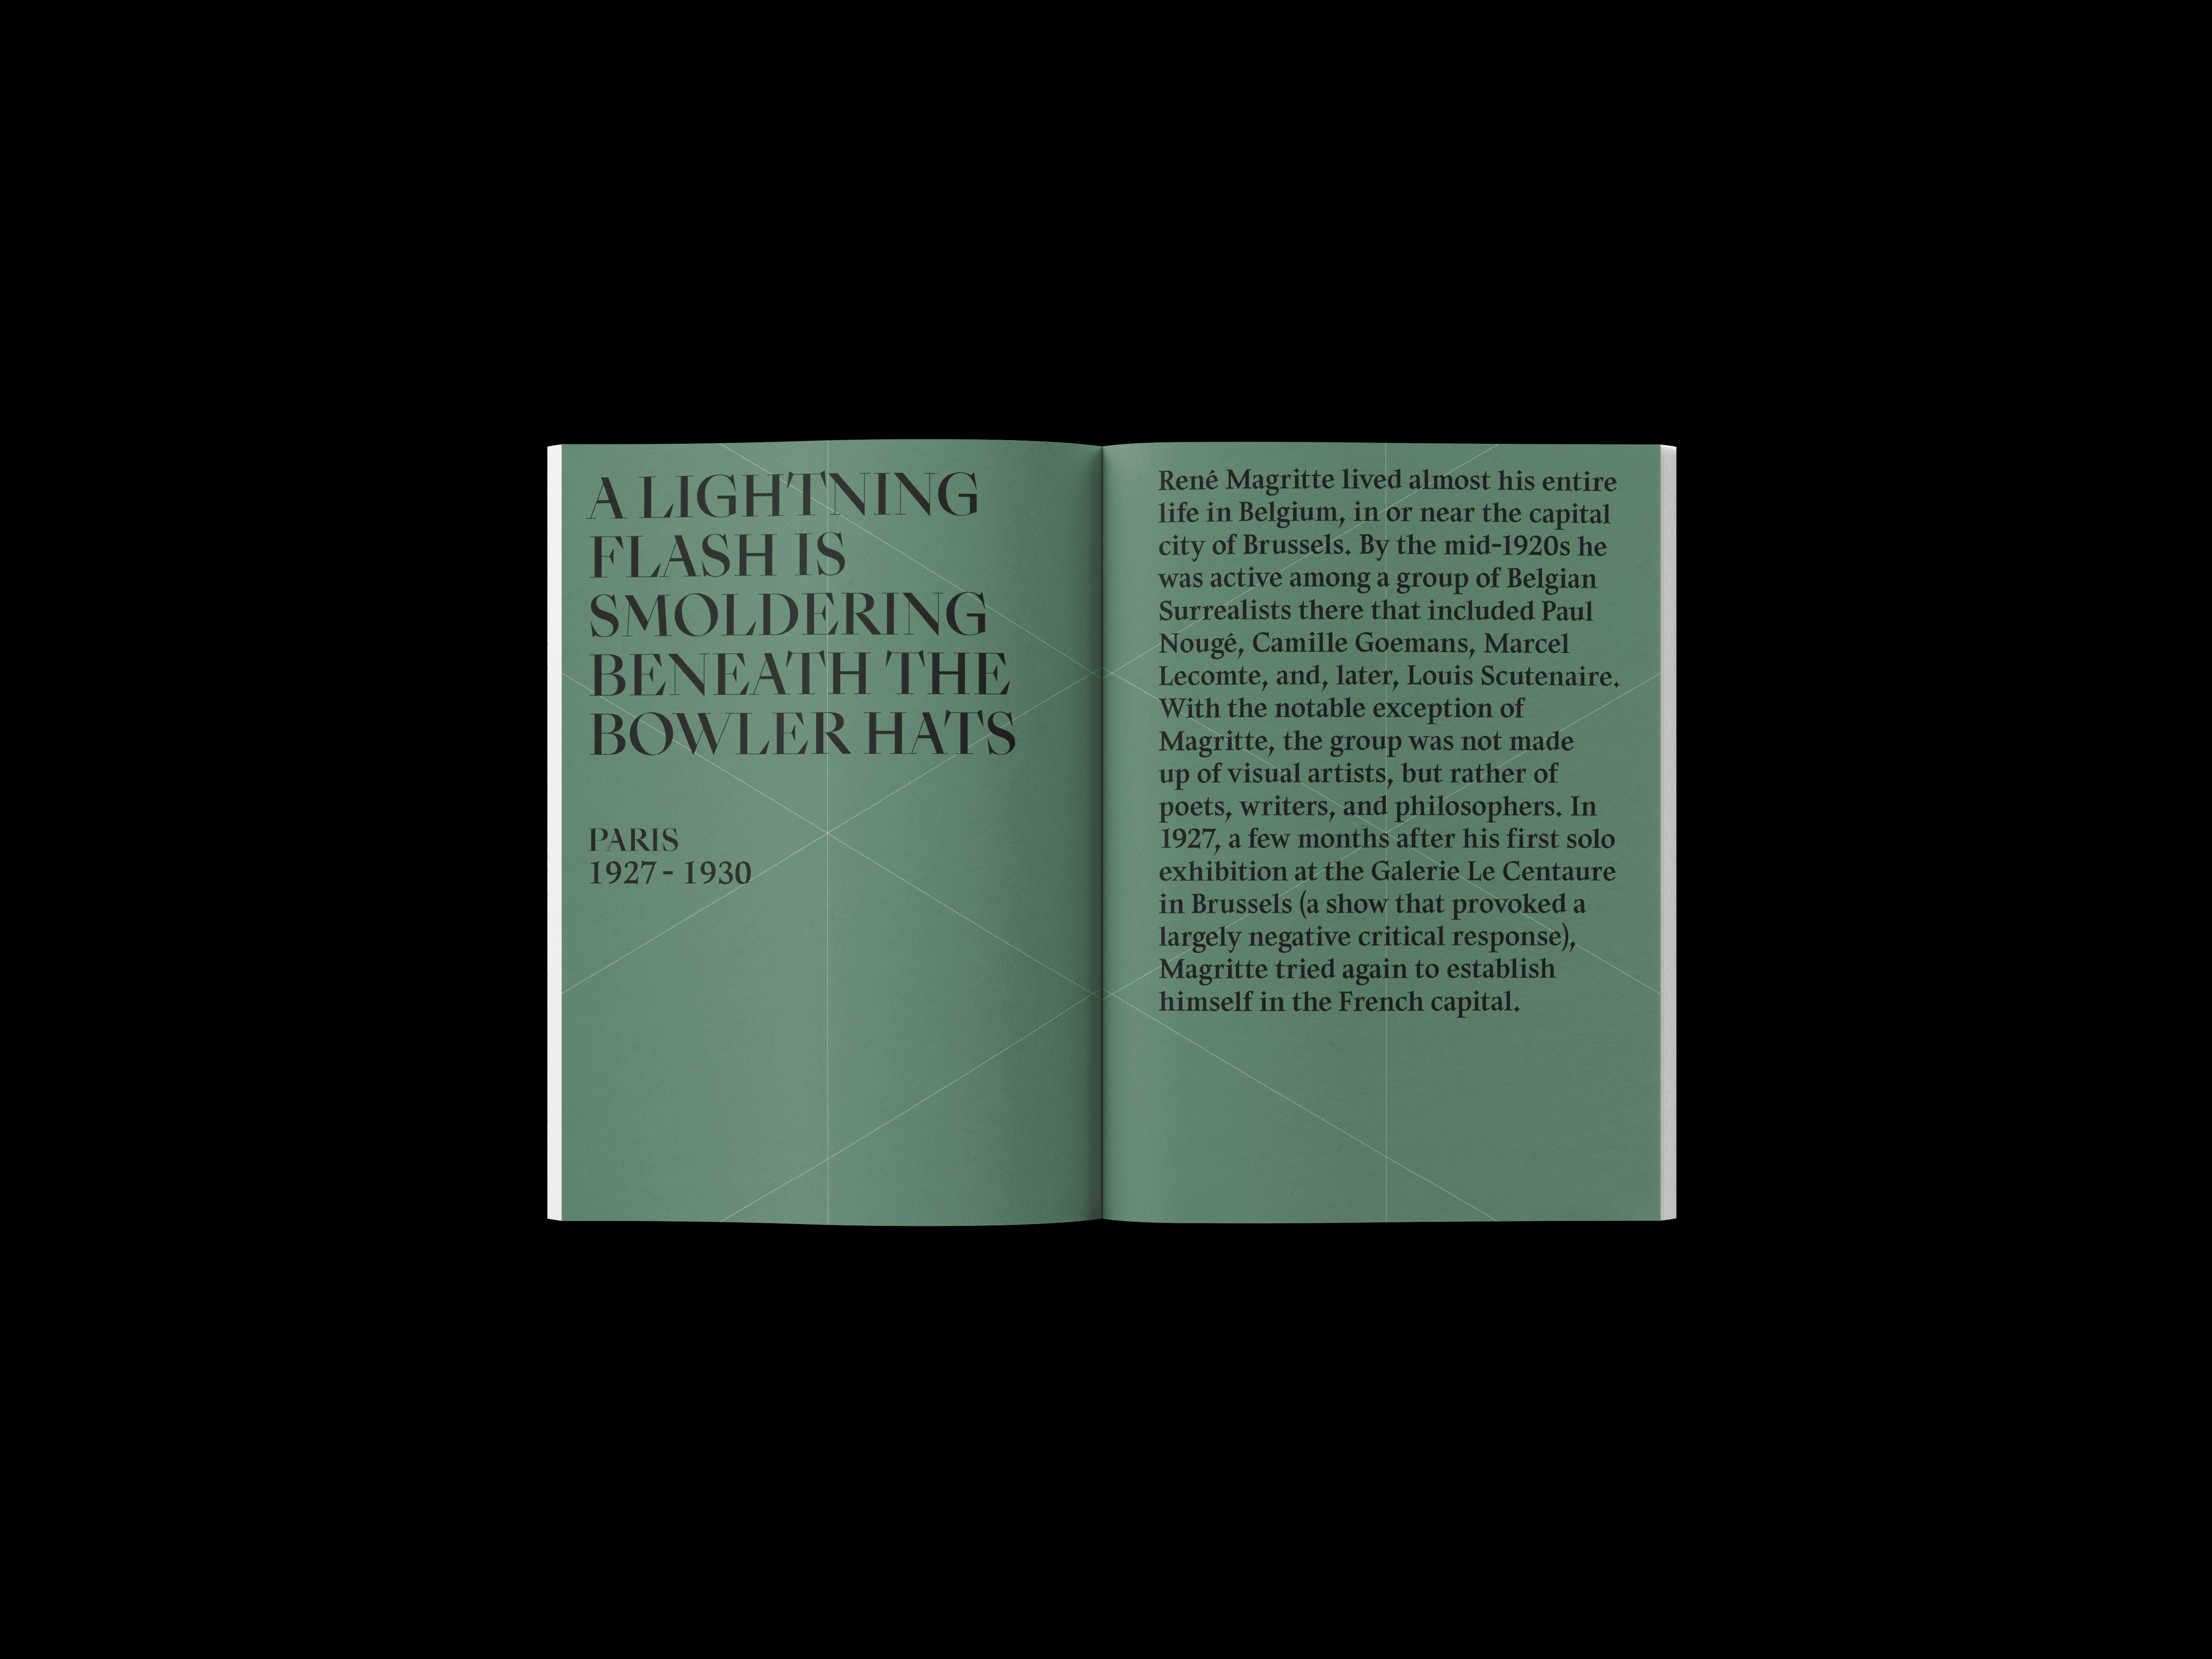 A LIGHTNING
FLASH IS
SMOLDERING
BENEATH THE
BOWLER HATS
PARIS
1927 - 1930
René Magritte lived almost his entire
life in Belgium, in or near the capital
city of Brussels. By the mid-1920s he
was active among a group of Belgian
Surrealists there that included Paul
Nougé, Camille Goemans, Marcel
Lecomte, and, later, Louis Scutenaire.
With the notable exception of
Magritte, the group was not made
up of visual artists, but rather of
poets, writers, and philosophers. In
1927, a few months after his first solo
exhibition at the Galerie Le Centaure
in Brussels (a show that provoked a
largely negative critical response),
Magritte tried again to establish
himself in the French capital.